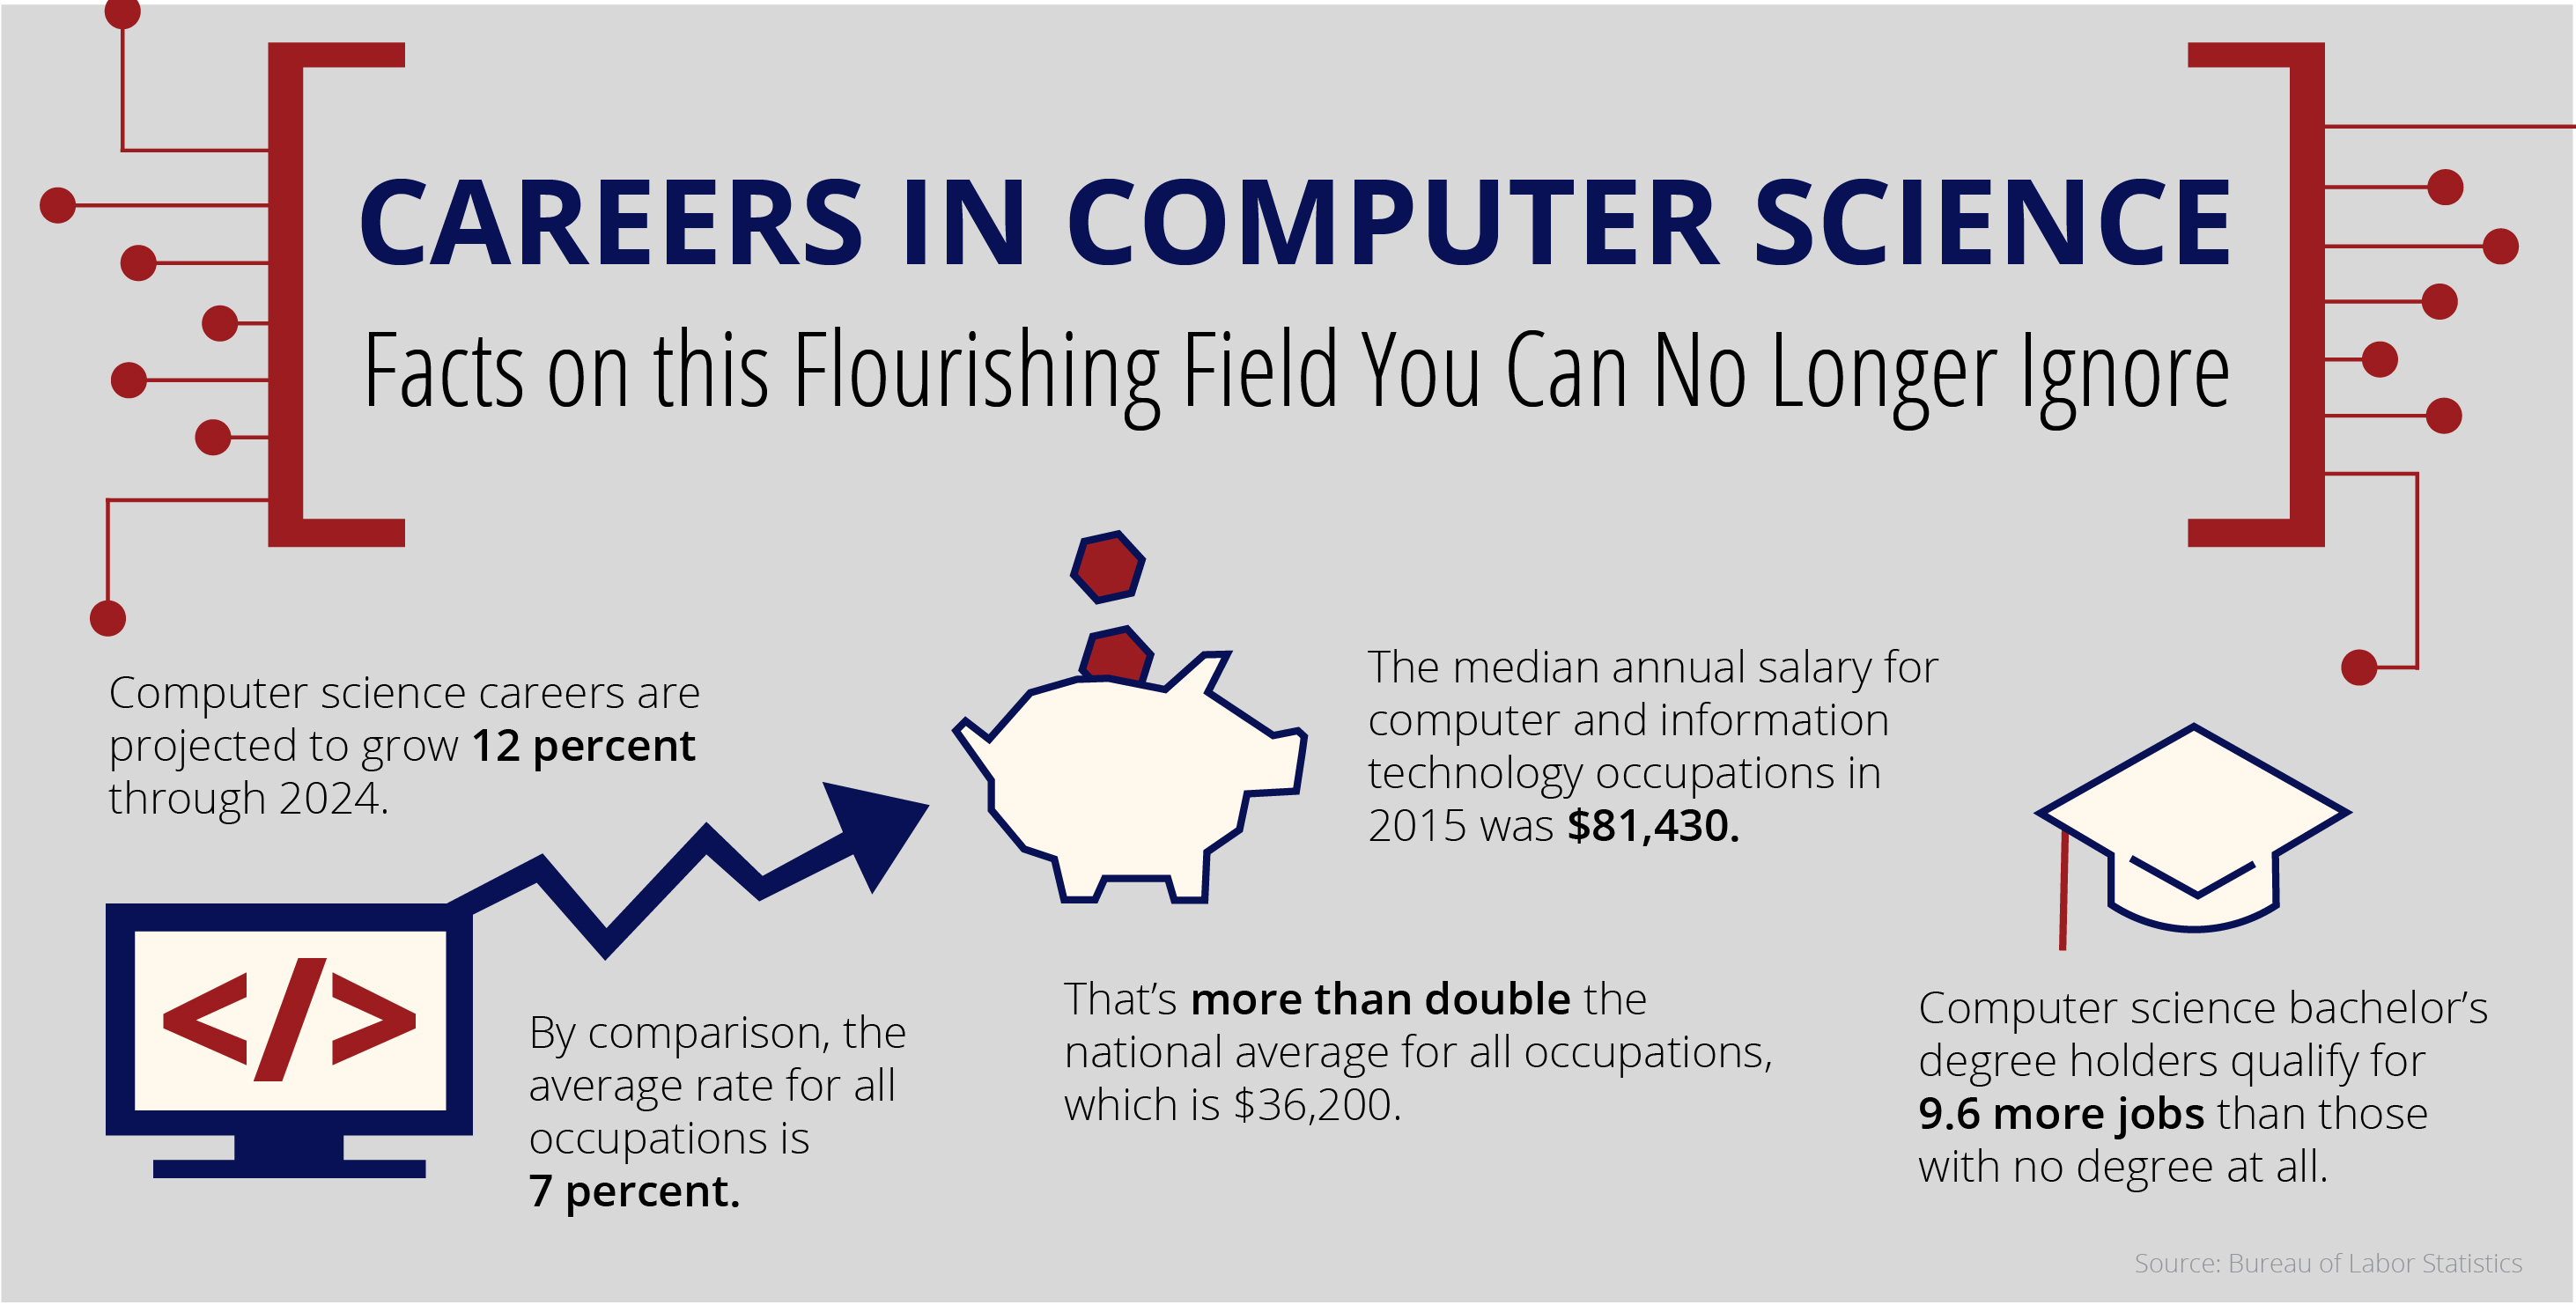 CAREERS IN COMPUTER SCIENCE
Facts on this Flourishing Field You Can No Longer Ignore
Computer science careers are
projected to grow 12 percent
through 2024.
</>
By comparison, the
average rate for all
occupations is
7 percent.
The median annual salary for
computer and information
technology occupations in
2015 was $81,430.
That’s more than double the
national average for all occupations,
which is $36,200.
Computer science bachelor’s
degree holders qualify for
9.6 more jobs than those
with no degree at all.
Source: Bureau of Labor Statistics